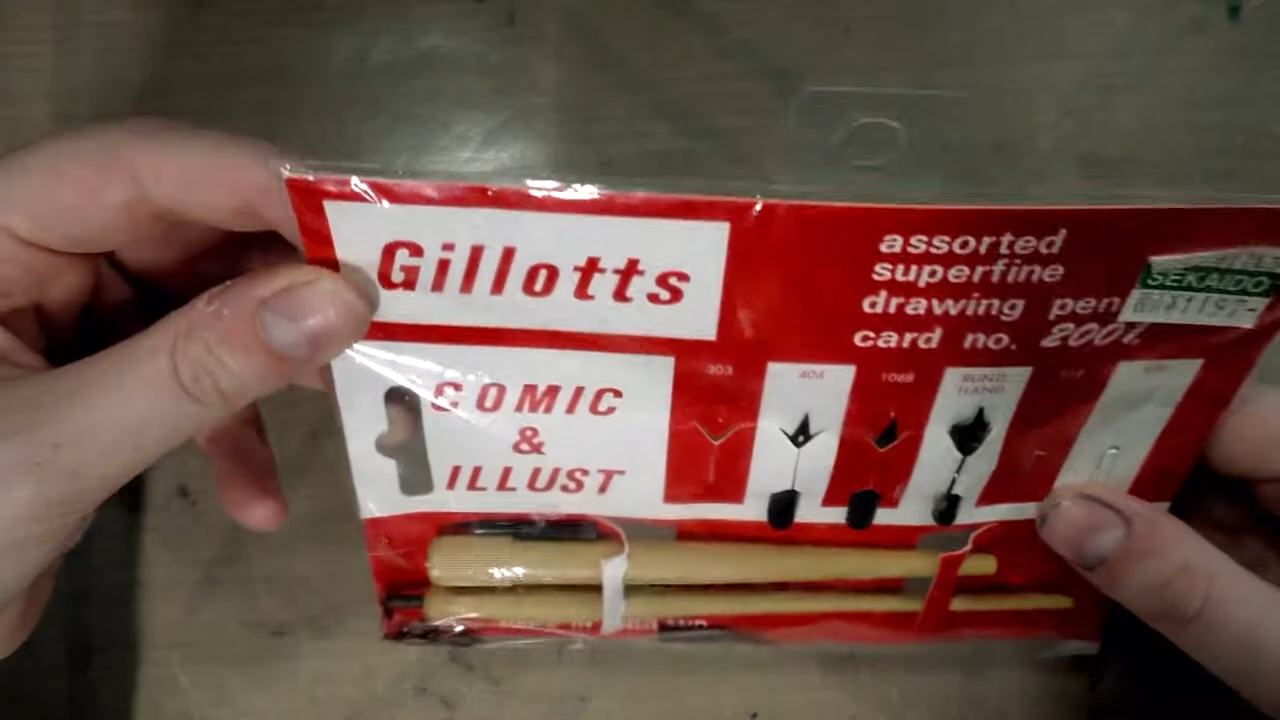 Gillotts
assorted
superfine
drawing pen
card no. 2001
SEKAIDO
COMIC
&
ILLUST
303
404
1068
ROUND
HAND